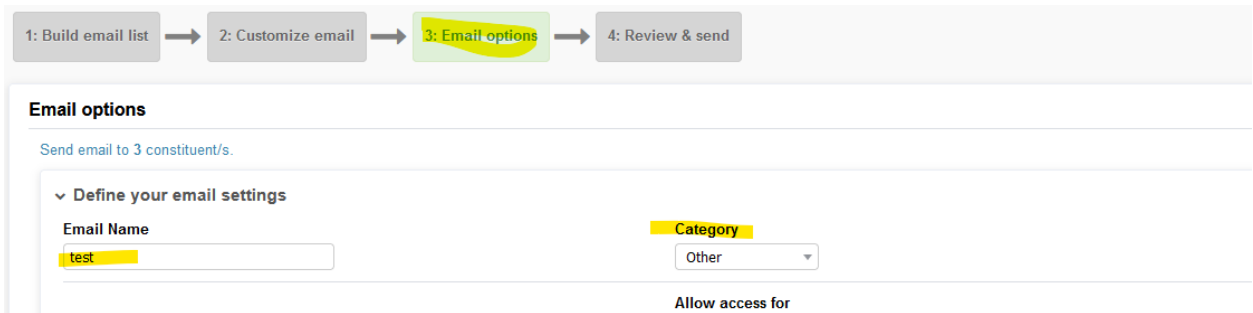 1: Build email list 2: Customize email 3: Email options 4: Review & send
Email options
Send email to 3 constituent/s.
Define your email settings
Email Name Category
test Other
Allow access for